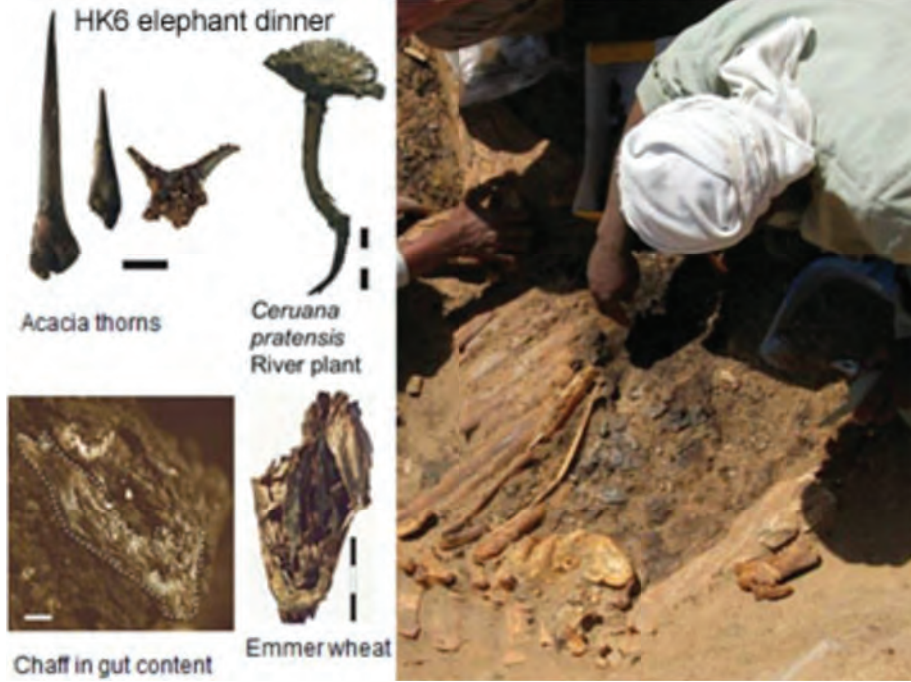 HK6 elephant dinner
Acacia thorns
Ceruana
pratensis
River plant
Chaff in gut content
Emmer wheat